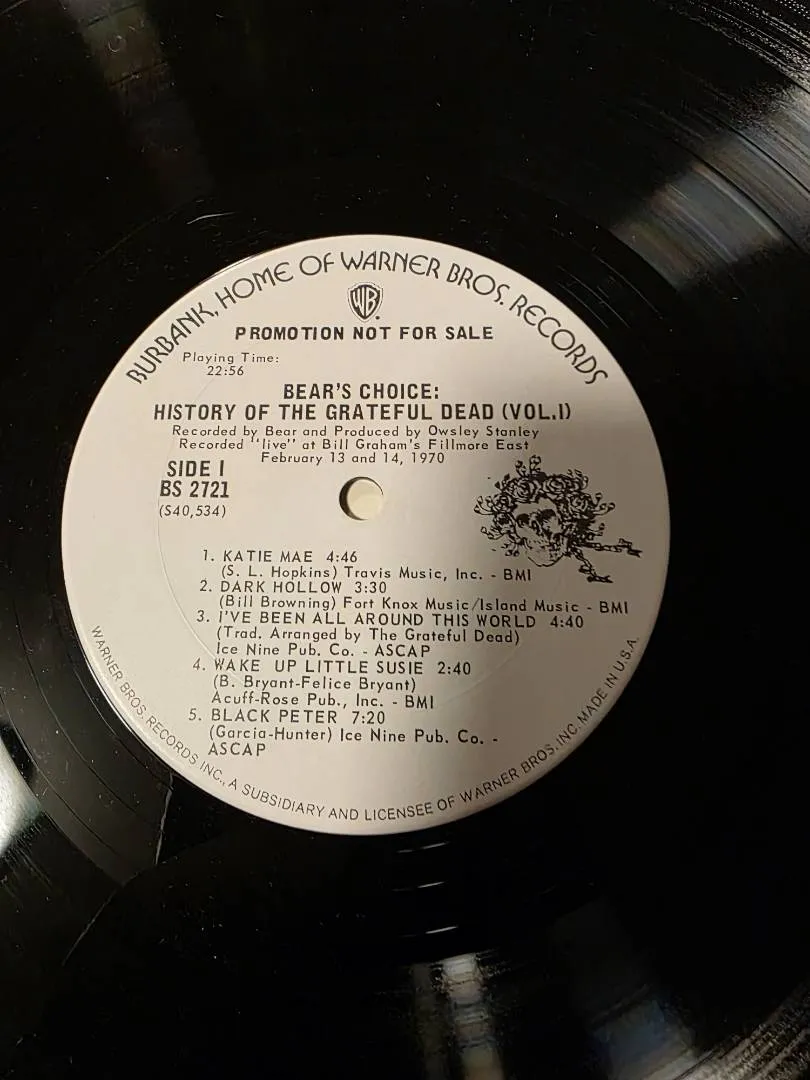 BURBANK, HOME OF WARNER BROS. RECORDS
WB
PROMOTION NOT FOR SALE
Playing Time:
22:56
BEAR'S CHOICE:
HISTORY OF THE GRATEFUL DEAD (VOL.I)
Recorded by Bear and Produced by Owsley Stanley
Recorded "live" at Bill Graham's Fillmore East
February 13 and 14, 1970
SIDE I
BS 2721
(S40,534)
1. KATIE MAE 4:46
(S. L. Hopkins) Travis Music, Inc. - BMI
2. DARK HOLLOW 3:30
(Bill Browning) Fort Knox Music/Island Music - BMI
3. I'VE BEEN ALL AROUND THIS WORLD 4:40
(Trad. Arranged by The Grateful Dead)
Ice Nine Pub. Co. - ASCAP
4. WAKE UP LITTLE SUSIE 2:40
(B. Bryant-Felice Bryant)
Acuff-Rose Pub., Inc. - BMI
5. BLACK PETER 7:20
(Garcia-Hunter) Ice Nine Pub. Co. -
ASCAP
WARNER BROS. RECORDS INC., A SUBSIDIARY AND LICENSEE OF WARNER BROS. INC. MADE IN U.S.A.